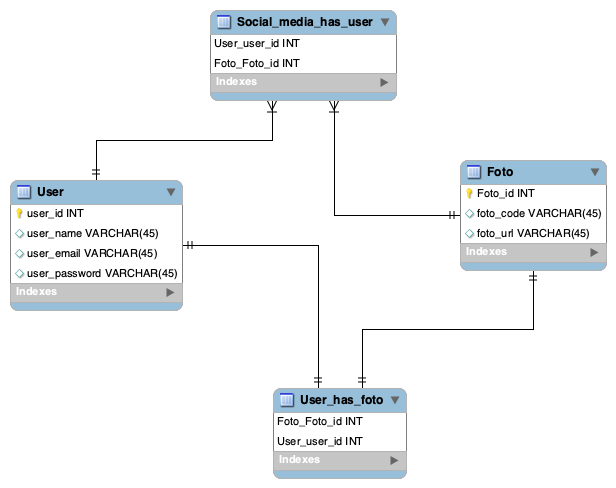 Social_media_has_user
User_user_id INT
Foto_Foto_id INT
Indexes
User
user_id INT
user_name VARCHAR(45)
user_email VARCHAR(45)
user_password VARCHAR(45)
Indexes
Foto
Foto_id INT
foto_code VARCHAR(45)
foto_url VARCHAR(45)
Indexes
User_has_foto
Foto_Foto_id INT
User_user_id INT
Indexes